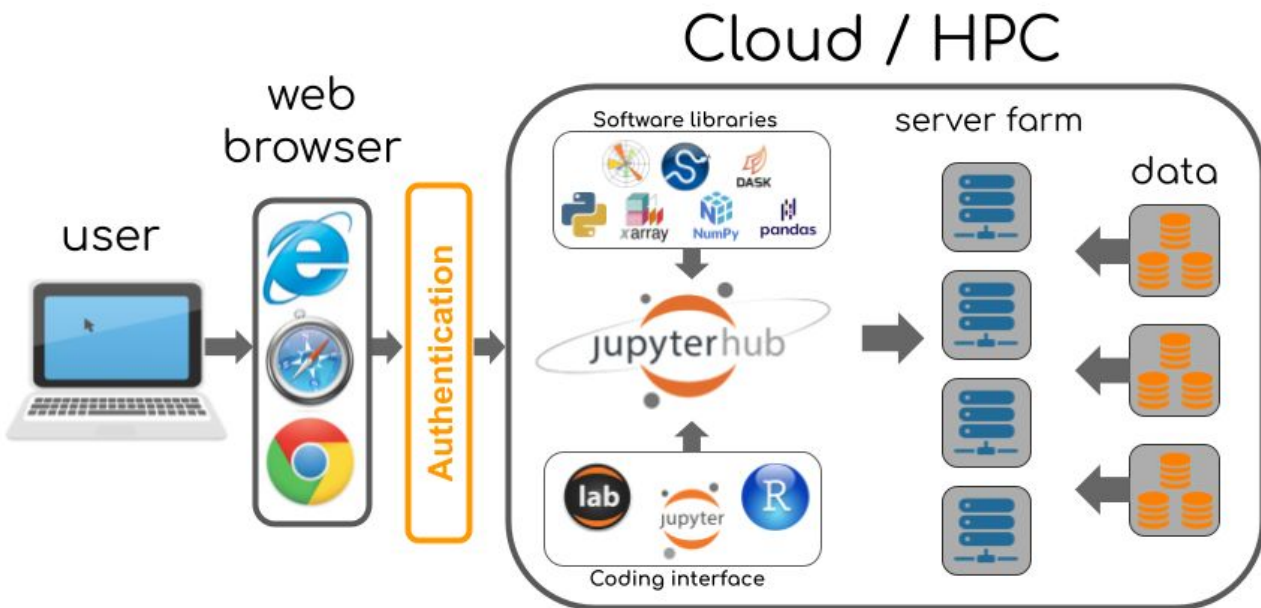 Cloud / HPC
web
browser
user
Authentication
Software libraries
DASK
xarray
NumPy
pandas
jupyterhub
lab
jupyter
R
Coding interface
server farm
data